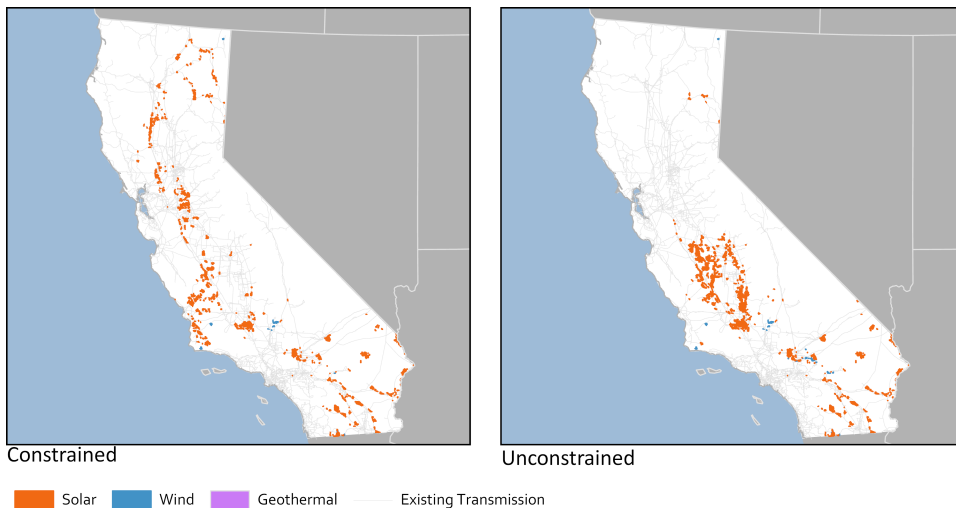 Constrained
Unconstrained
Solar
Wind
Geothermal
Existing Transmission